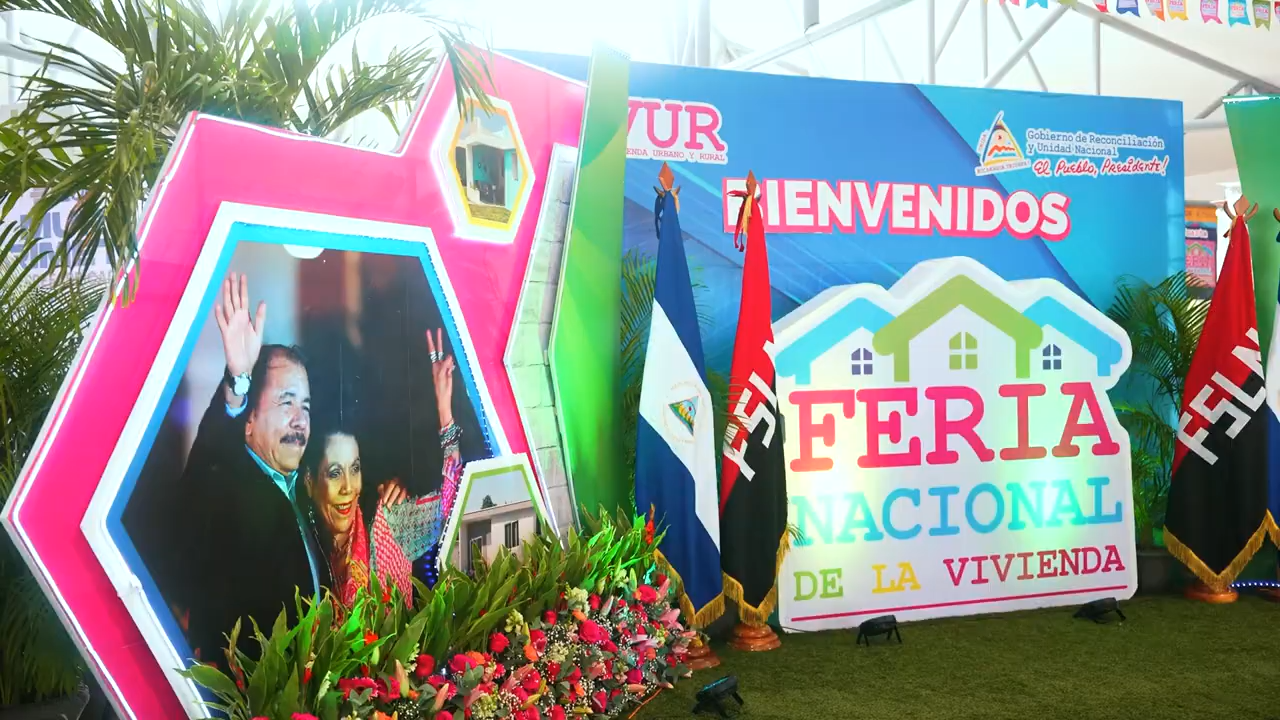 VUR
VIENDA URBANO Y RURAL
Gobierno de Reconciliación
y Unidad Nacional
El Pueblo, Presidente!
BIENVENIDOS
FERIA
NACIONAL
DE LA VIVIENDA
FSLN
FSLN